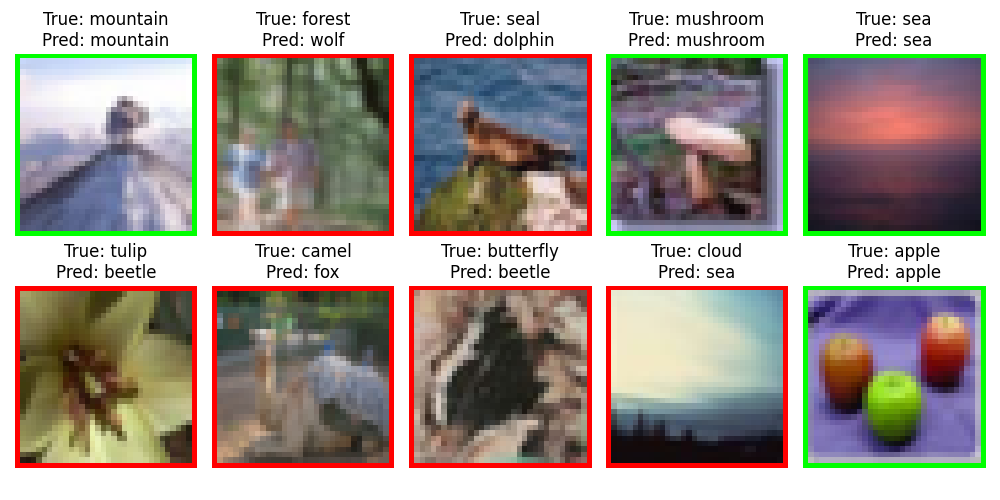 True: mountain
Pred: mountain
True: forest
Pred: wolf
True: seal
Pred: dolphin
True: mushroom
Pred: mushroom
True: sea
Pred: sea
True: tulip
Pred: beetle
True: camel
Pred: fox
True: butterfly
Pred: beetle
True: cloud
Pred: sea
True: apple
Pred: apple